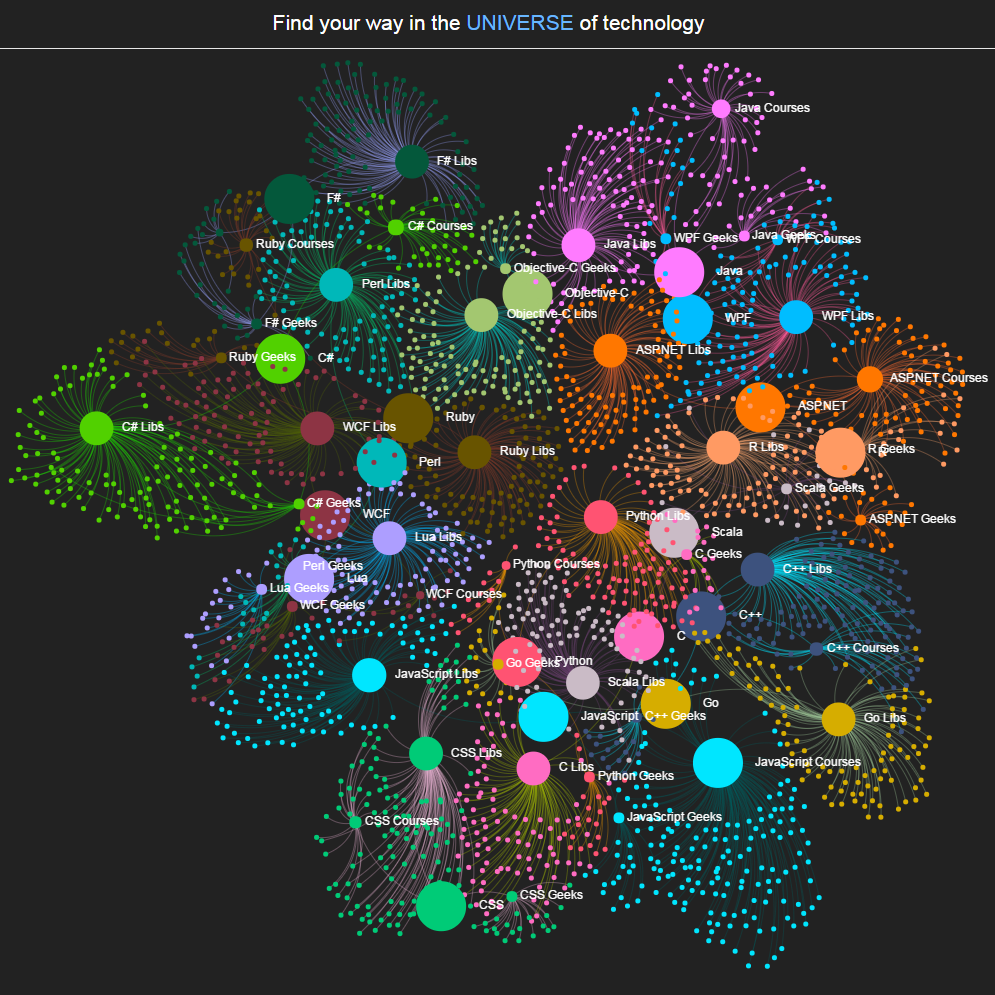 Find your way in the UNIVERSE of technology
Java Courses
F# Libs
F#
C# Courses
Ruby Courses
Java Libs
WPF Geeks
Java Geeks
WPF Courses
Objective-C Geeks
Java
Perl Libs
Objective-C
Objective-C Libs
WPF
WPF Libs
F# Geeks
ASP.NET Libs
Ruby Geeks
C#
ASP.NET Courses
ASP.NET
Ruby
C# Libs
WCF Libs
R Libs
R
Geeks
Ruby Libs
Perl
Scala Geeks
C# Geeks
WCF
Python Libs
ASP.NET Geeks
Scala
Lua Libs
C Geeks
Perl Geeks
Python Courses
C++ Libs
Lua
Lua Geeks
WCF Courses
WCF Geeks
C++
C
C++ Courses
Go Geeks
Python
JavaScript Libs
Scala Libs
Go
JavaScript
C++ Geeks
Go Libs
CSS Libs
C Libs
JavaScript Courses
Python Geeks
CSS Courses
JavaScript Geeks
CSS Geeks
CSS